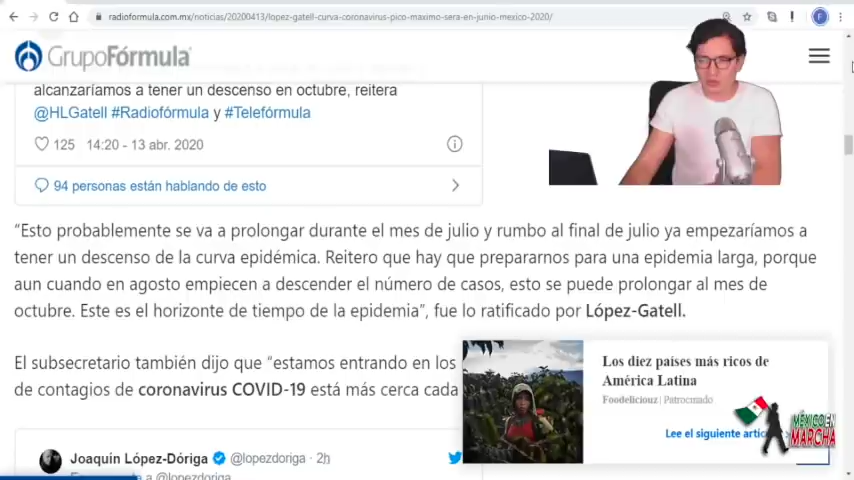 radioformula.com.mx/noticias/20200413/lopez-gatell-curva-coronavirus-pico-maximo-sera-en-junio-mexico-2020/
GrupoFórmula
alcanzaríamos a tener un descenso en octubre, reitera
@HLGatell #Radiofórmula y #Telefórmula
125 14:20 - 13 abr. 2020
94 personas están hablando de esto
“Esto probablemente se va a prolongar durante el mes de julio y rumbo al final de julio ya empezaríamos a
tener un descenso de la curva epidémica. Reitero que hay que prepararnos para una epidemia larga, porque
aun cuando en agosto empiecen a descender el número de casos, esto se puede prolongar al mes de
octubre. Este es el horizonte de tiempo de la epidemia”, fue lo ratificado por López-Gatell.
El subsecretario también dijo que “estamos entrando en los
de contagios de coronavirus COVID-19 está más cerca cada
Los diez países más ricos de
América Latina
Foodeliciouz | Patrocinado
Lee el siguiente artíc
MÉXICO EN
MARCHA
Joaquín López-Dóriga @lopezdoriga · 2h
a @lopezdoriga